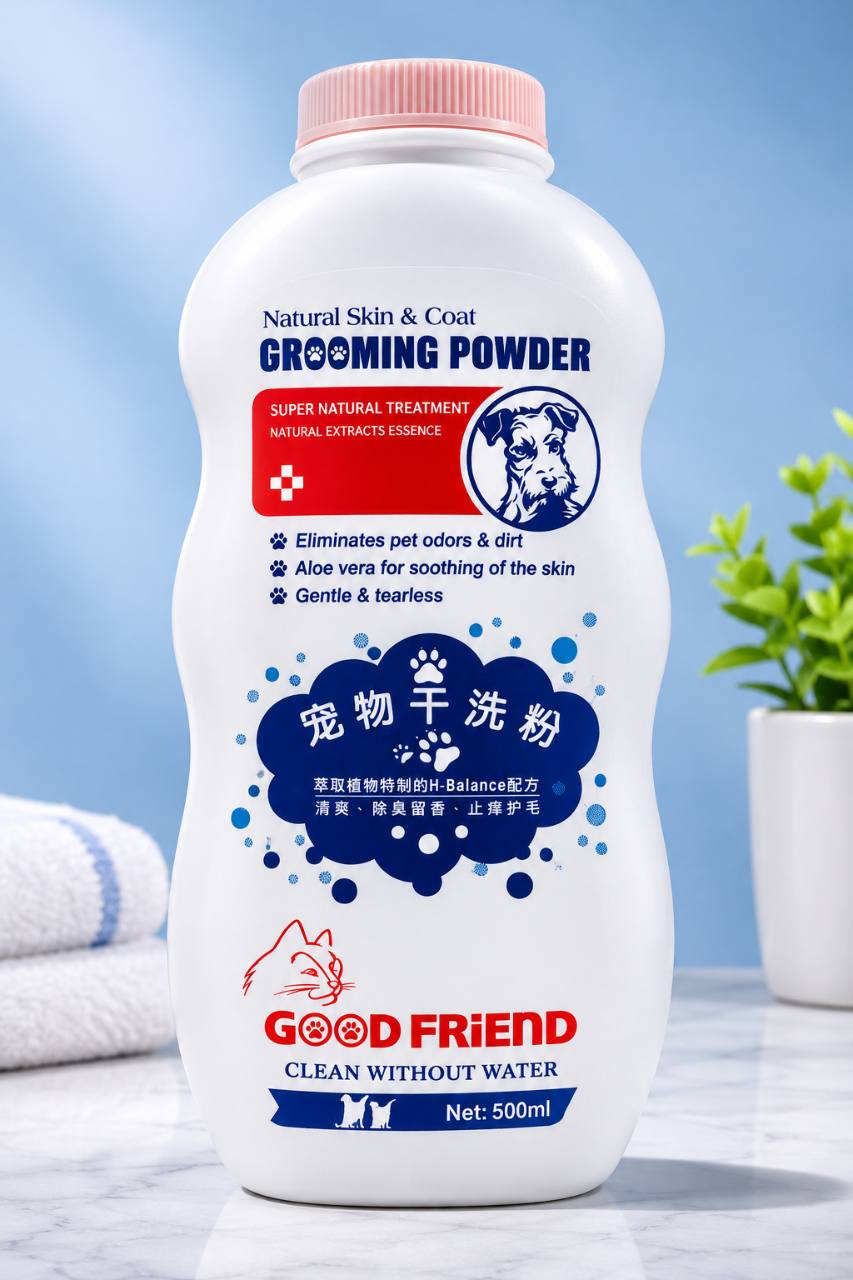 Natural Skin & Coat
GROOMING POWDER
SUPER NATURAL TREATMENT
NATURAL EXTRACTS ESSENCE
Eliminates pet odors & dirt
Aloe vera for soothing of the skin
Gentle & tearless
宠物干洗粉
萃取植物特制的H-Balance配方
清爽、除臭留香、止痒护毛
GOOD FRiEND
CLEAN WITHOUT WATER
Net: 500ml